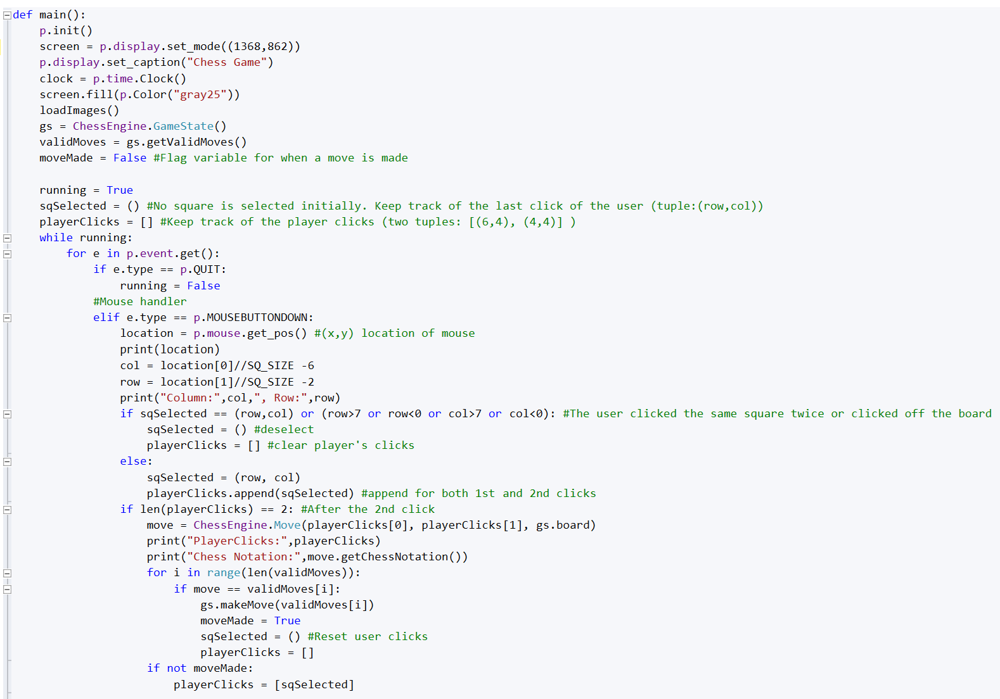 def main():
    p.init()
    screen = p.display.set_mode((1368,862))
    p.display.set_caption("Chess Game")
    clock = p.time.Clock()
    screen.fill(p.Color("gray25"))
    loadImages()
    gs = ChessEngine.GameState()
    validMoves = gs.getValidMoves()
    moveMade = False #Flag variable for when a move is made

    running = True
    sqSelected = () #No square is selected initially. Keep track of the last click of the user (tuple:(row,col))
    playerClicks = [] #Keep track of the player clicks (two tuples: [(6,4), (4,4)] )
    while running:
        for e in p.event.get():
            if e.type == p.QUIT:
                running = False
            #Mouse handler
            elif e.type == p.MOUSEBUTTONDOWN:
                location = p.mouse.get_pos() #(x,y) location of mouse
                print(location)
                col = location[0]//SQ_SIZE -6
                row = location[1]//SQ_SIZE -2
                print("Column:",col,", Row:",row)
                if sqSelected == (row,col) or (row>7 or row<0 or col>7 or col<0): #The user clicked the same square twice or clicked off the board
                    sqSelected = () #deselect
                    playerClicks = [] #clear player's clicks
                else:
                    sqSelected = (row, col)
                    playerClicks.append(sqSelected) #append for both 1st and 2nd clicks
                if len(playerClicks) == 2: #After the 2nd click
                    move = ChessEngine.Move(playerClicks[0], playerClicks[1], gs.board)
                    print("PlayerClicks:",playerClicks)
                    print("Chess Notation:",move.getChessNotation())
                    for i in range(len(validMoves)):
                        if move == validMoves[i]:
                            gs.makeMove(validMoves[i])
                            moveMade = True
                            sqSelected = () #Reset user clicks
                            playerClicks = []
                    if not moveMade:
                        playerClicks = [sqSelected]